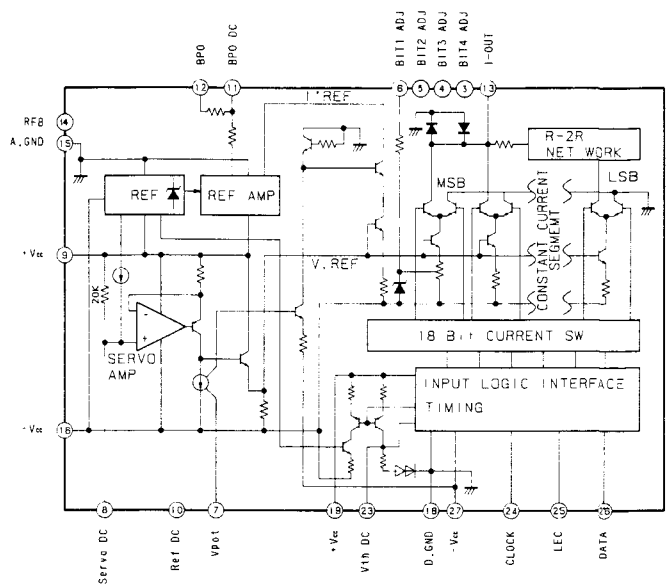 BPO
BPO DC
BIT1 ADJ
BIT2 ADJ
BIT3 ADJ
BIT4 ADJ
I-OUT
12
11
6
5
4
3
13
I.REF
14
RFB
15
A.GND
R-2R
NET WORK
REF
REF AMP
MSB
LSB
CONSTANT CURRENT
SEGMEMT
V.REF
+Vcc
9
20K
-
+
SERVO
AMP
18 Bit CURRENT SW
INPUT LOGIC INTERFACE
TIMING
-Vcc
16
8
10
7
19
23
18
27
24
25
26
Servo DC
Ref DC
Vpot
+Vcc
Vth DC
D.GND
-Vcc
CLOCK
LEC
DATA